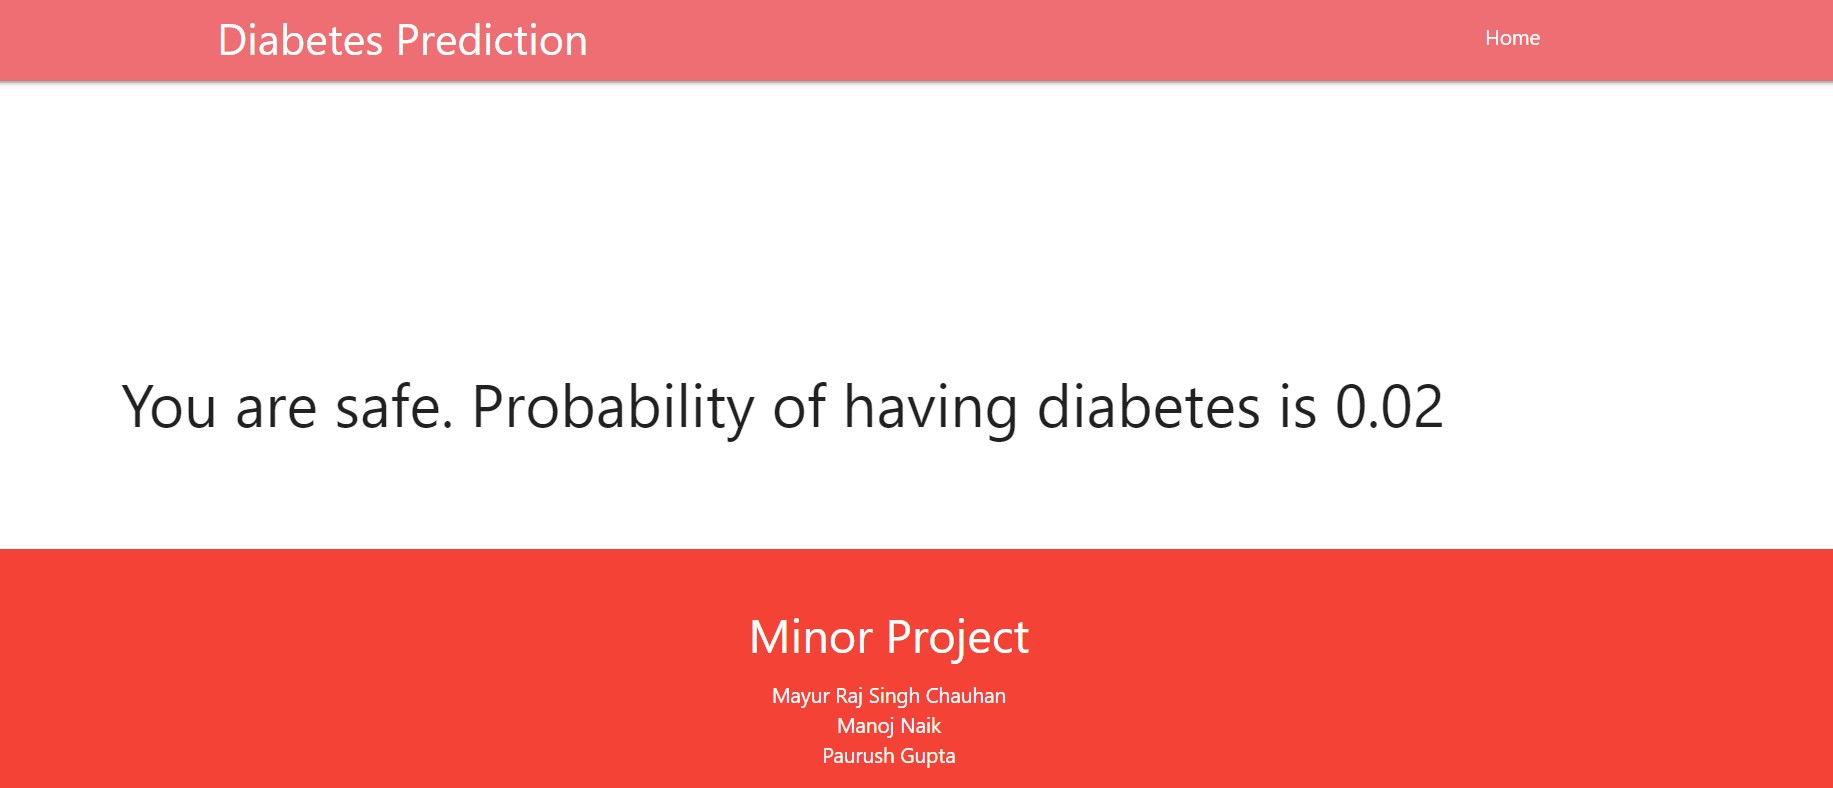 Diabetes Prediction
Home
You are safe. Probability of having diabetes is 0.02
Minor Project
Mayur Raj Singh Chauhan
Manoj Naik
Paurush Gupta